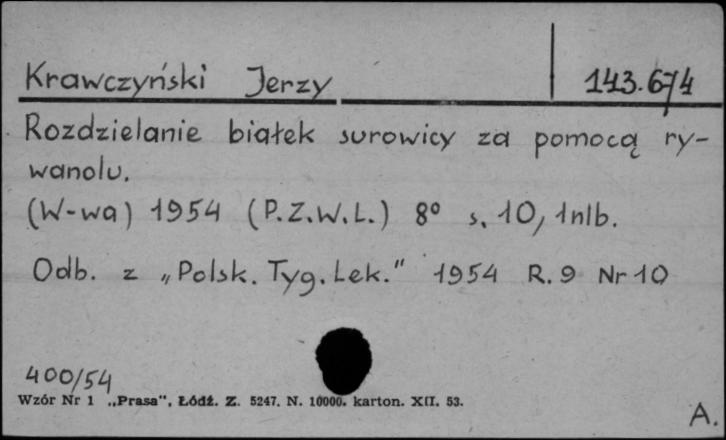 Krawczyński Jerzy 143.674
Rozdzielanie białek surowicy za pomocą ry-
wanolu.
(W-wa) 1954 (P.Z.W.L.) 8° s. 10, 1nlb.
Odb. z „Polsk. Tyg. Lek." 1954 R. 9 Nr 10
400/54
Wzór Nr 1 „Prasa", Łódź. Z. 5247. N. 10000. karton. XII. 53.
A.